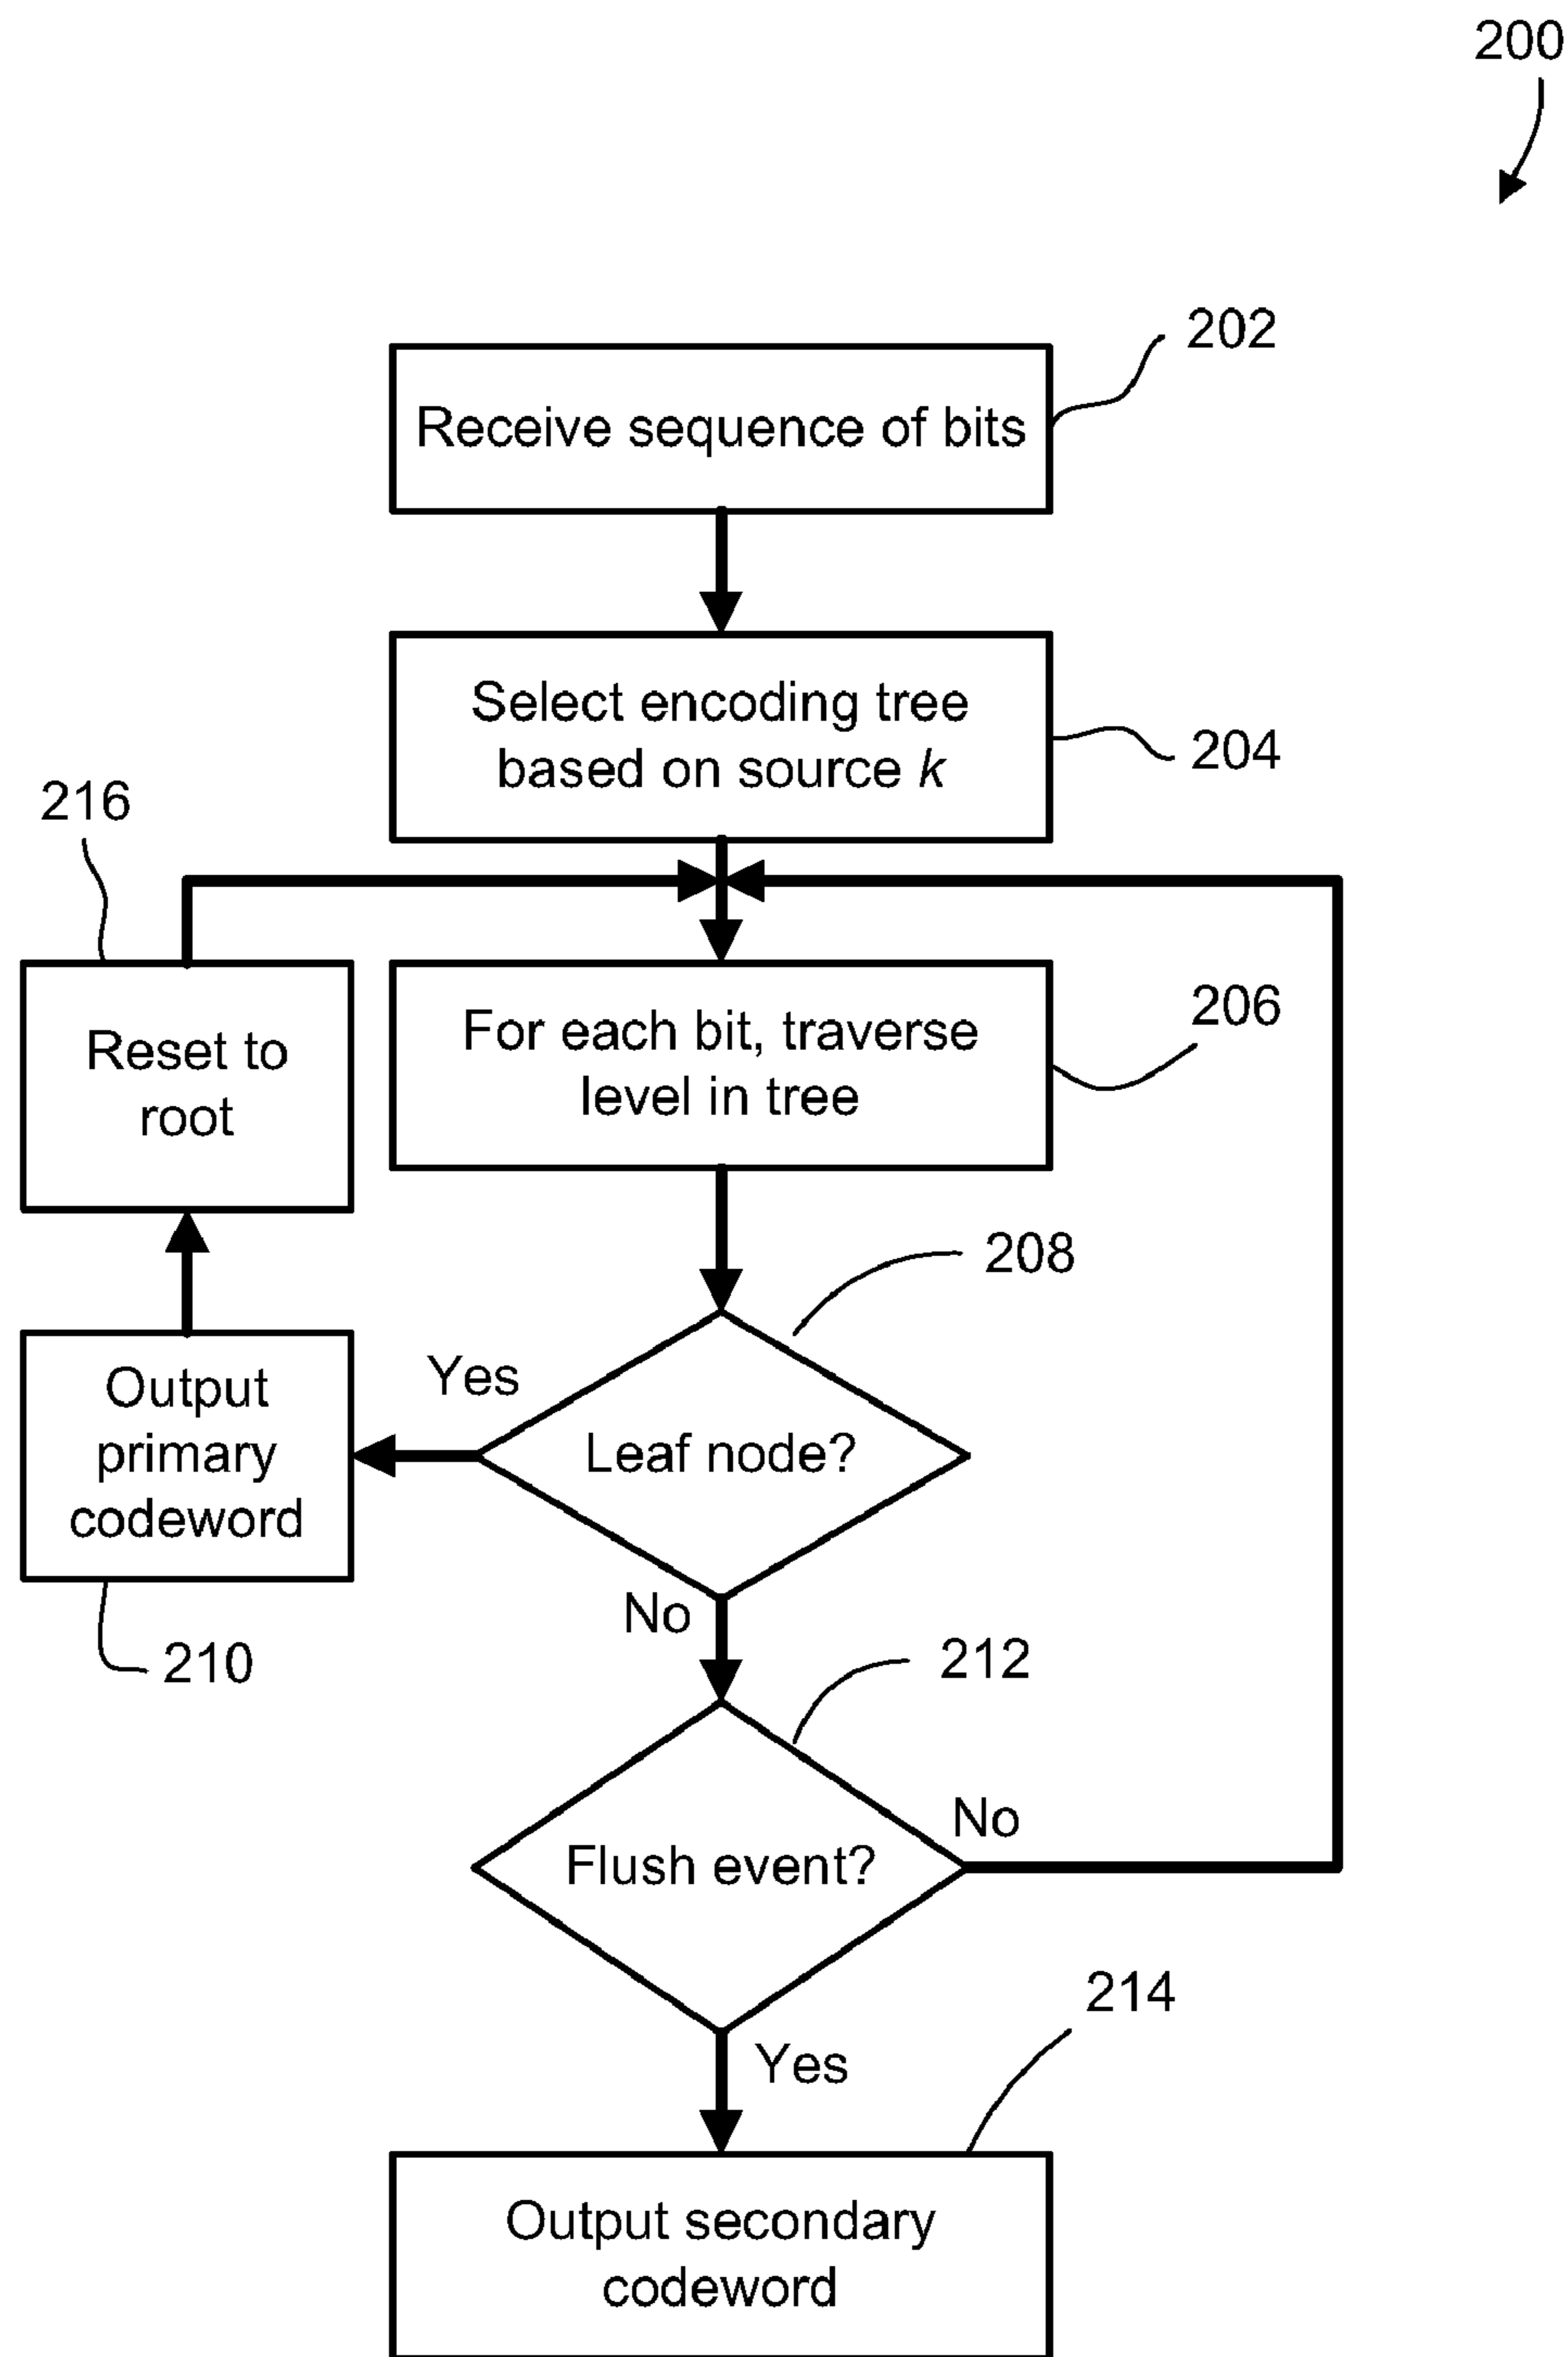 200
202
Receive sequence of bits
Select encoding tree
based on source k
204
216
Reset to
root
For each bit, traverse
level in tree
206
208
Yes
Leaf node?
Output
primary
codeword
No
210
212
No
Flush event?
214
Yes
Output secondary
codeword